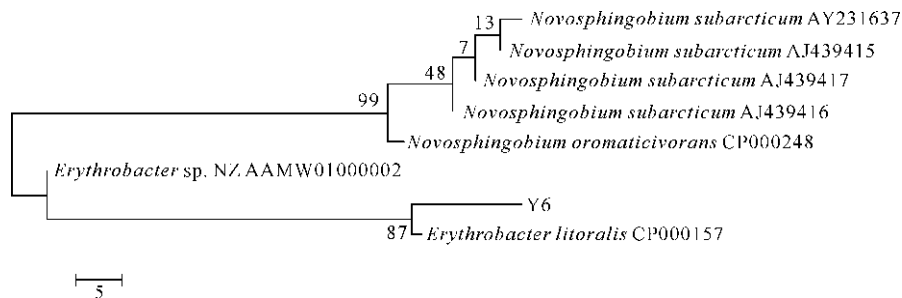 Novosphingobium subarcticum AY231637
13
Novosphingobium subarcticum AJ439415
7
Novosphingobium subarcticum AJ439417
48
Novosphingobium subarcticum AJ439416
99
Novosphingobium oromaticivorans CP000248
Erythrobacter sp. NZ AAMW01000002
Y6
87
Erythrobacter litoralis CP000157
5